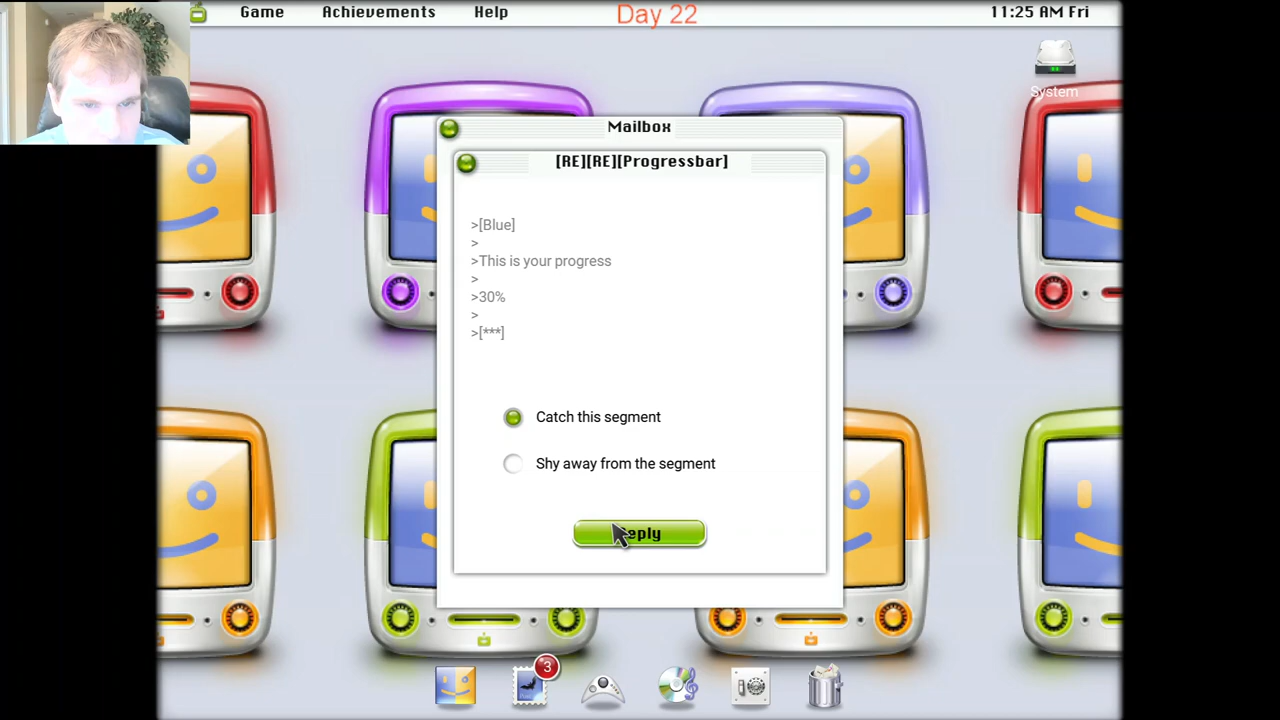 Game Achievements Help Day 22 11:25 AM Fri
System
Mailbox
[RE][RE][Progressbar]
>[Blue]
>
>This is your progress
>
>30%
>
>[***]
Catch this segment
Shy away from the segment
eply
3